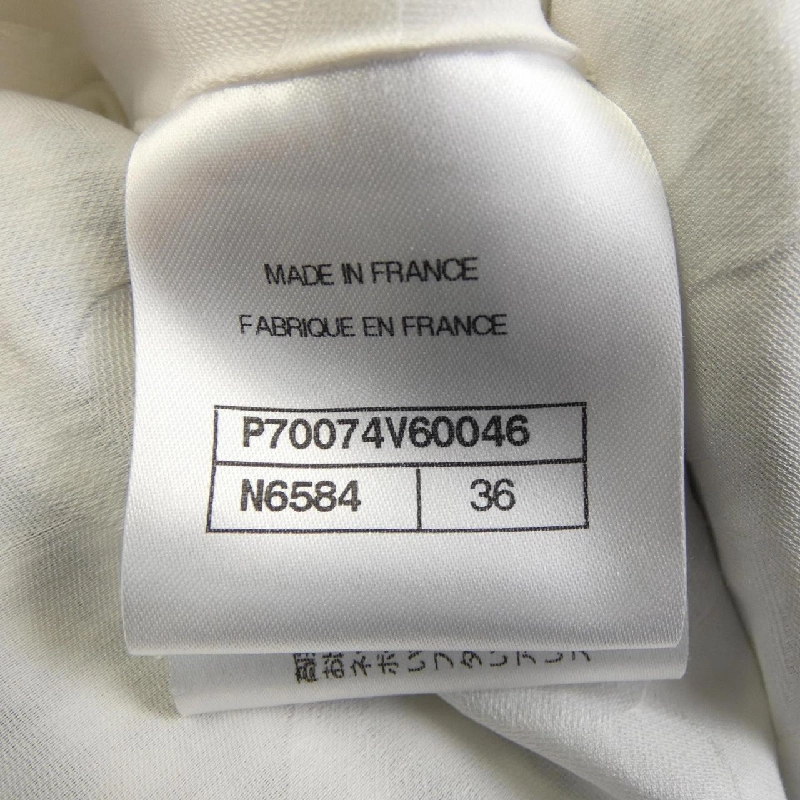 MADE IN FRANCE
FABRIQUE EN FRANCE
P70074V60046
N6584 36